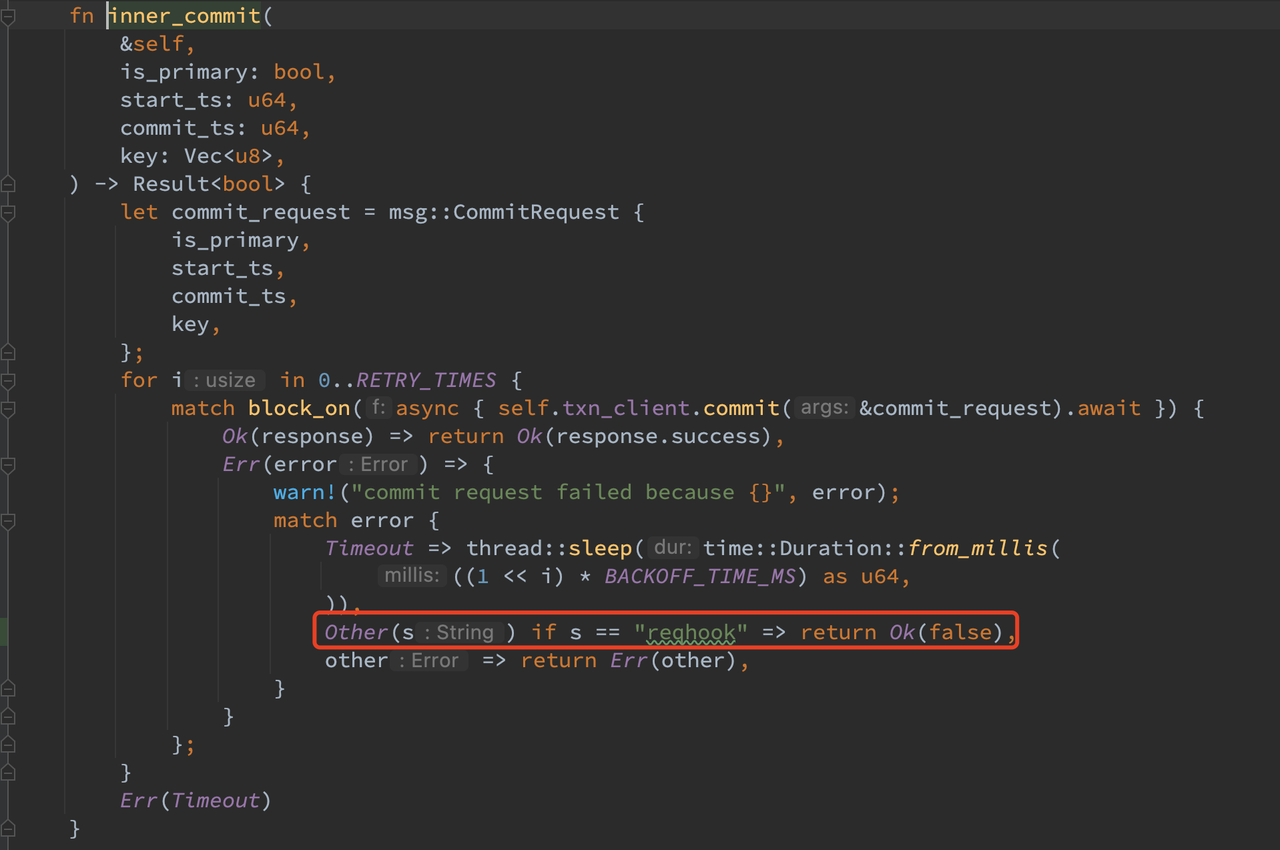 fn inner_commit(
&self,
is_primary: bool,
start_ts: u64,
commit_ts: u64,
key: Vec<u8>,
) -> Result<bool> {
let commit_request = msg::CommitRequest {
is_primary,
start_ts,
commit_ts,
key,
};
for i : usize in 0..RETRY_TIMES {
match block_on( f: async { self.txn_client.commit( args: &commit_request).await }) {
Ok(response) => return Ok(response.success),
Err(error : Error ) => {
warn!("commit request failed because {}", error);
match error {
Timeout => thread::sleep( dur: time::Duration::from_millis(
millis: ((1 << i) * BACKOFF_TIME_MS) as u64,
)),
Other(s : String ) if s == "reqhook" => return Ok(false),
other : Error => return Err(other),
}
}
};
}
Err(Timeout)
}